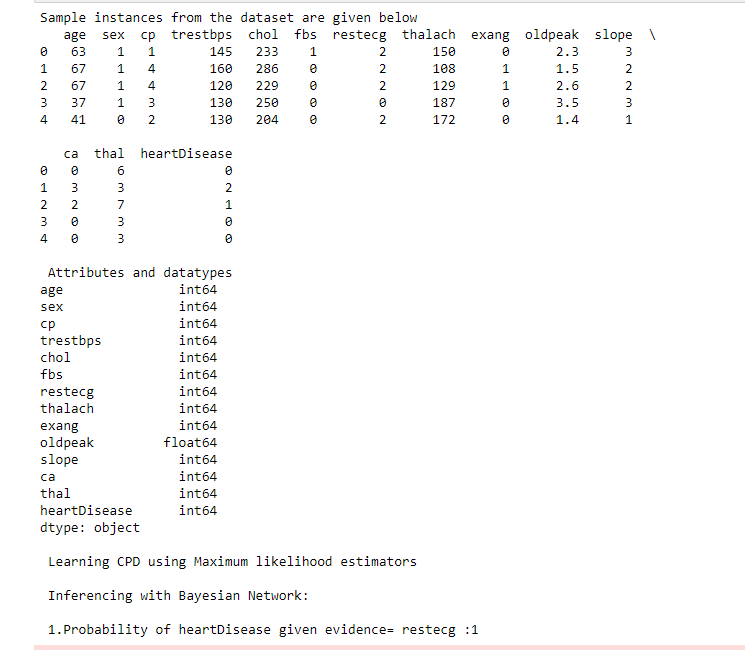 Sample instances from the dataset are given below
age sex cp trestbps chol fbs restecg thalach exang oldpeak slope \
0 63 1 1 145 233 1 2 150 0 2.3 3
1 67 1 4 160 286 0 2 108 1 1.5 2
2 67 1 4 120 229 0 2 129 1 2.6 2
3 37 1 3 130 250 0 0 187 0 3.5 3
4 41 0 2 130 204 0 2 172 0 1.4 1
ca thal heartDisease
0 0 6 0
1 3 3 2
2 2 7 1
3 0 3 0
4 0 3 0
Attributes and datatypes
age int64
sex int64
cp int64
trestbps int64
chol int64
fbs int64
restecg int64
thalach int64
exang int64
oldpeak float64
slope int64
ca int64
thal int64
heartDisease int64
dtype: object
Learning CPD using Maximum likelihood estimators
Inferencing with Bayesian Network:
1.Probability of heartDisease given evidence= restecg :1